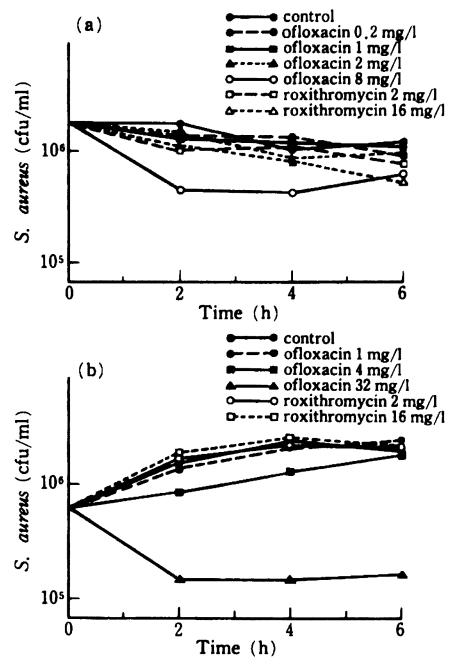 (a)
control
ofloxacin 0.2 mg/l
ofloxacin 1 mg/l
ofloxacin 2 mg/l
ofloxacin 8 mg/l
roxithromycin 2 mg/l
roxithromycin 16 mg/l
S. aureus (cfu/ml)
10⁶
10⁵
0 2 4 6
Time (h)
(b)
control
ofloxacin 1 mg/l
ofloxacin 4 mg/l
ofloxacin 32 mg/l
roxithromycin 2 mg/l
roxithromycin 16 mg/l
S. aureus (cfu/ml)
10⁶
10⁵
0 2 4 6
Time (h)